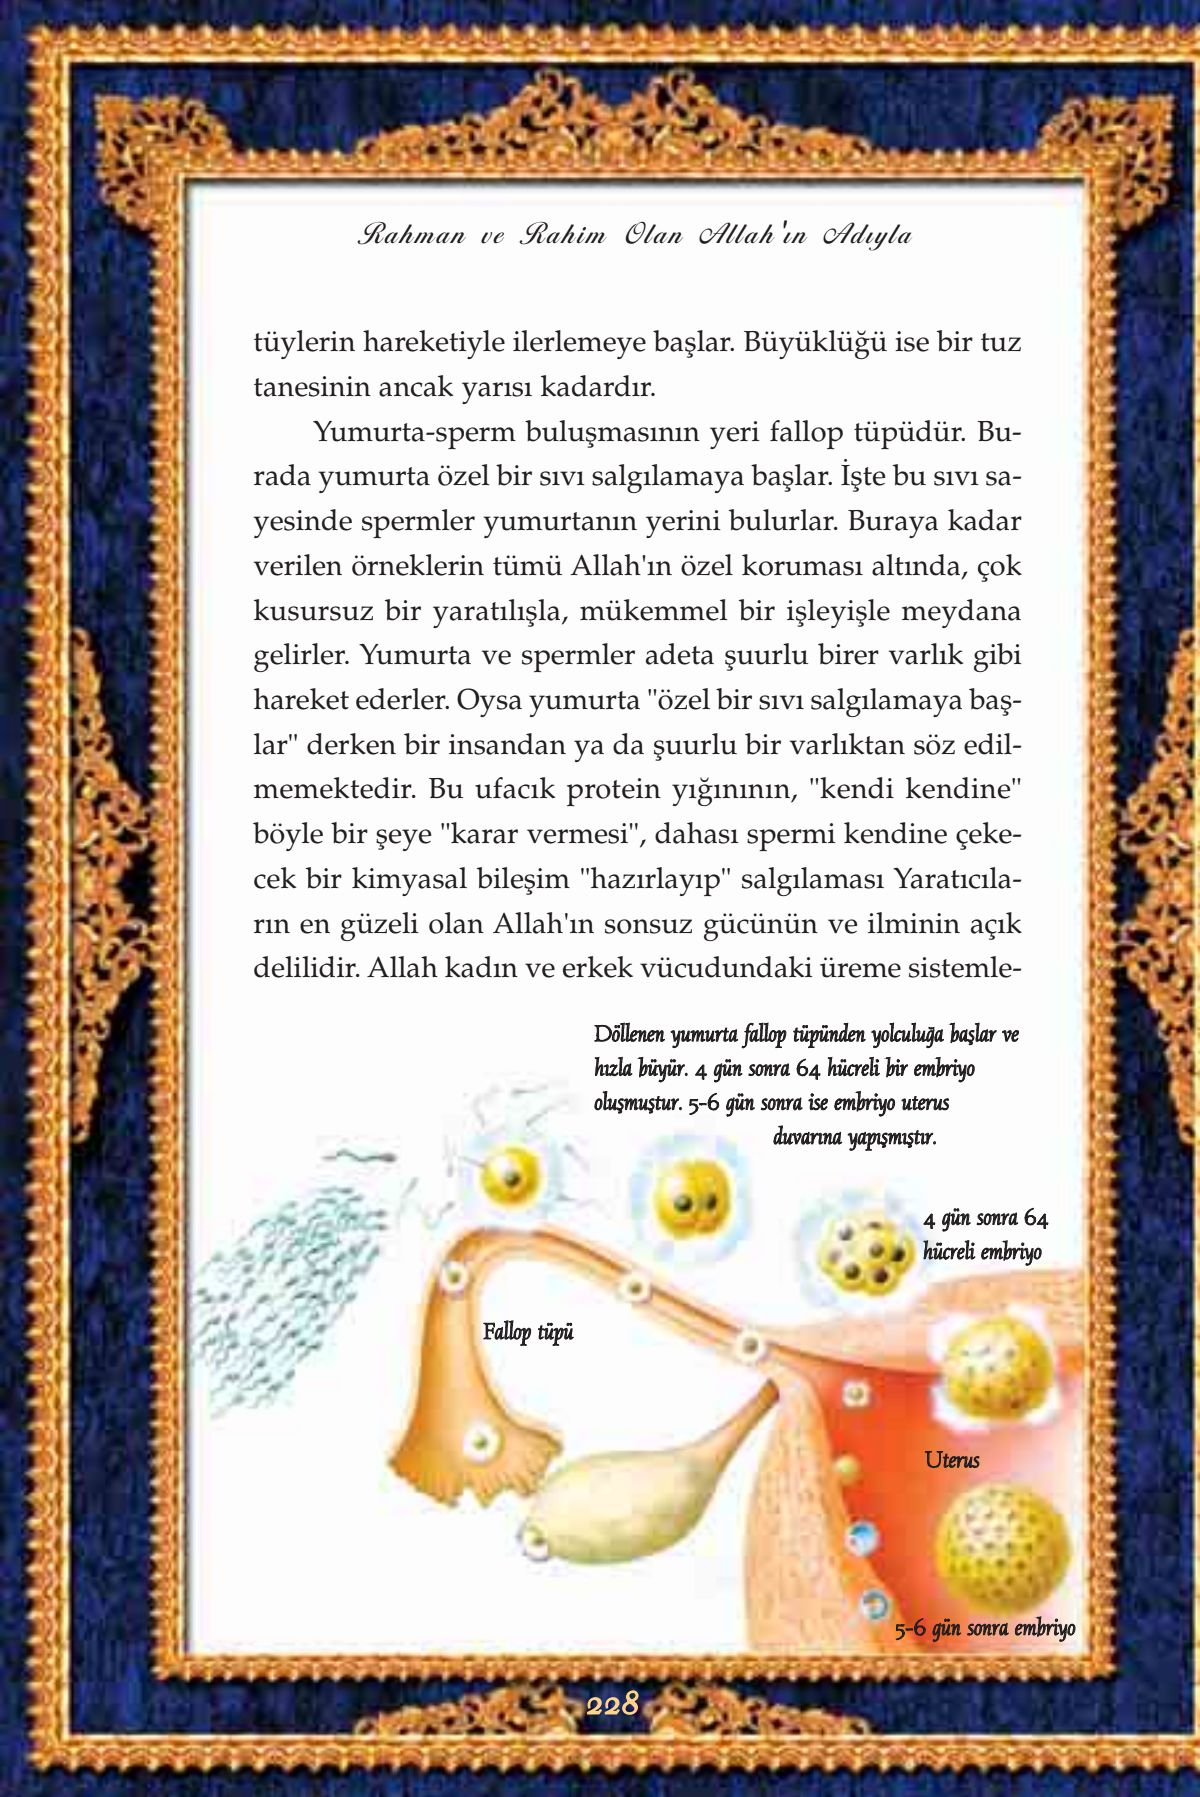 Rahman ve Rahim Olan Allah'ın Adıyla
tüylerin hareketiyle ilerlemeye başlar. Büyüklüğü ise bir tuz
tanesinin ancak yarısı kadardır.
Yumurta-sperm buluşmasının yeri fallop tüpüdür. Bu-
rada yumurta özel bir sıvı salgılamaya başlar. İşte bu sıvı sa-
yesinde spermler yumurtanın yerini bulurlar. Buraya kadar
verilen örneklerin tümü Allah'ın özel koruması altında, çok
kusursuz bir yaratılışla, mükemmel bir işleyişle meydana
gelirler. Yumurta ve spermler adeta şuurlu birer varlık gibi
hareket ederler. Oysa yumurta "özel bir sıvı salgılamaya baş-
lar" derken bir insandan ya da şuurlu bir varlıktan söz edil-
memektedir. Bu ufacık protein yığınının, "kendi kendine"
böyle bir şeye "karar vermesi", dahası spermi kendine çeke-
cek bir kimyasal bileşim "hazırlayıp" salgılaması Yaratıcıla-
rın en güzeli olan Allah'ın sonsuz gücünün ve ilminin açık
delilidir. Allah kadın ve erkek vücudundaki üreme sistemle-
Döllenen yumurta fallop tüpünden yolculuğa başlar ve
hızla büyür. 4 gün sonra 64 hücreli bir embriyo
oluşmuştur. 5-6 gün sonra ise embriyo uterus
duvarına yapışmıştır.
4 gün sonra 64
hücreli embriyo
Fallop tüpü
Uterus
5-6 gün sonra embriyo
228